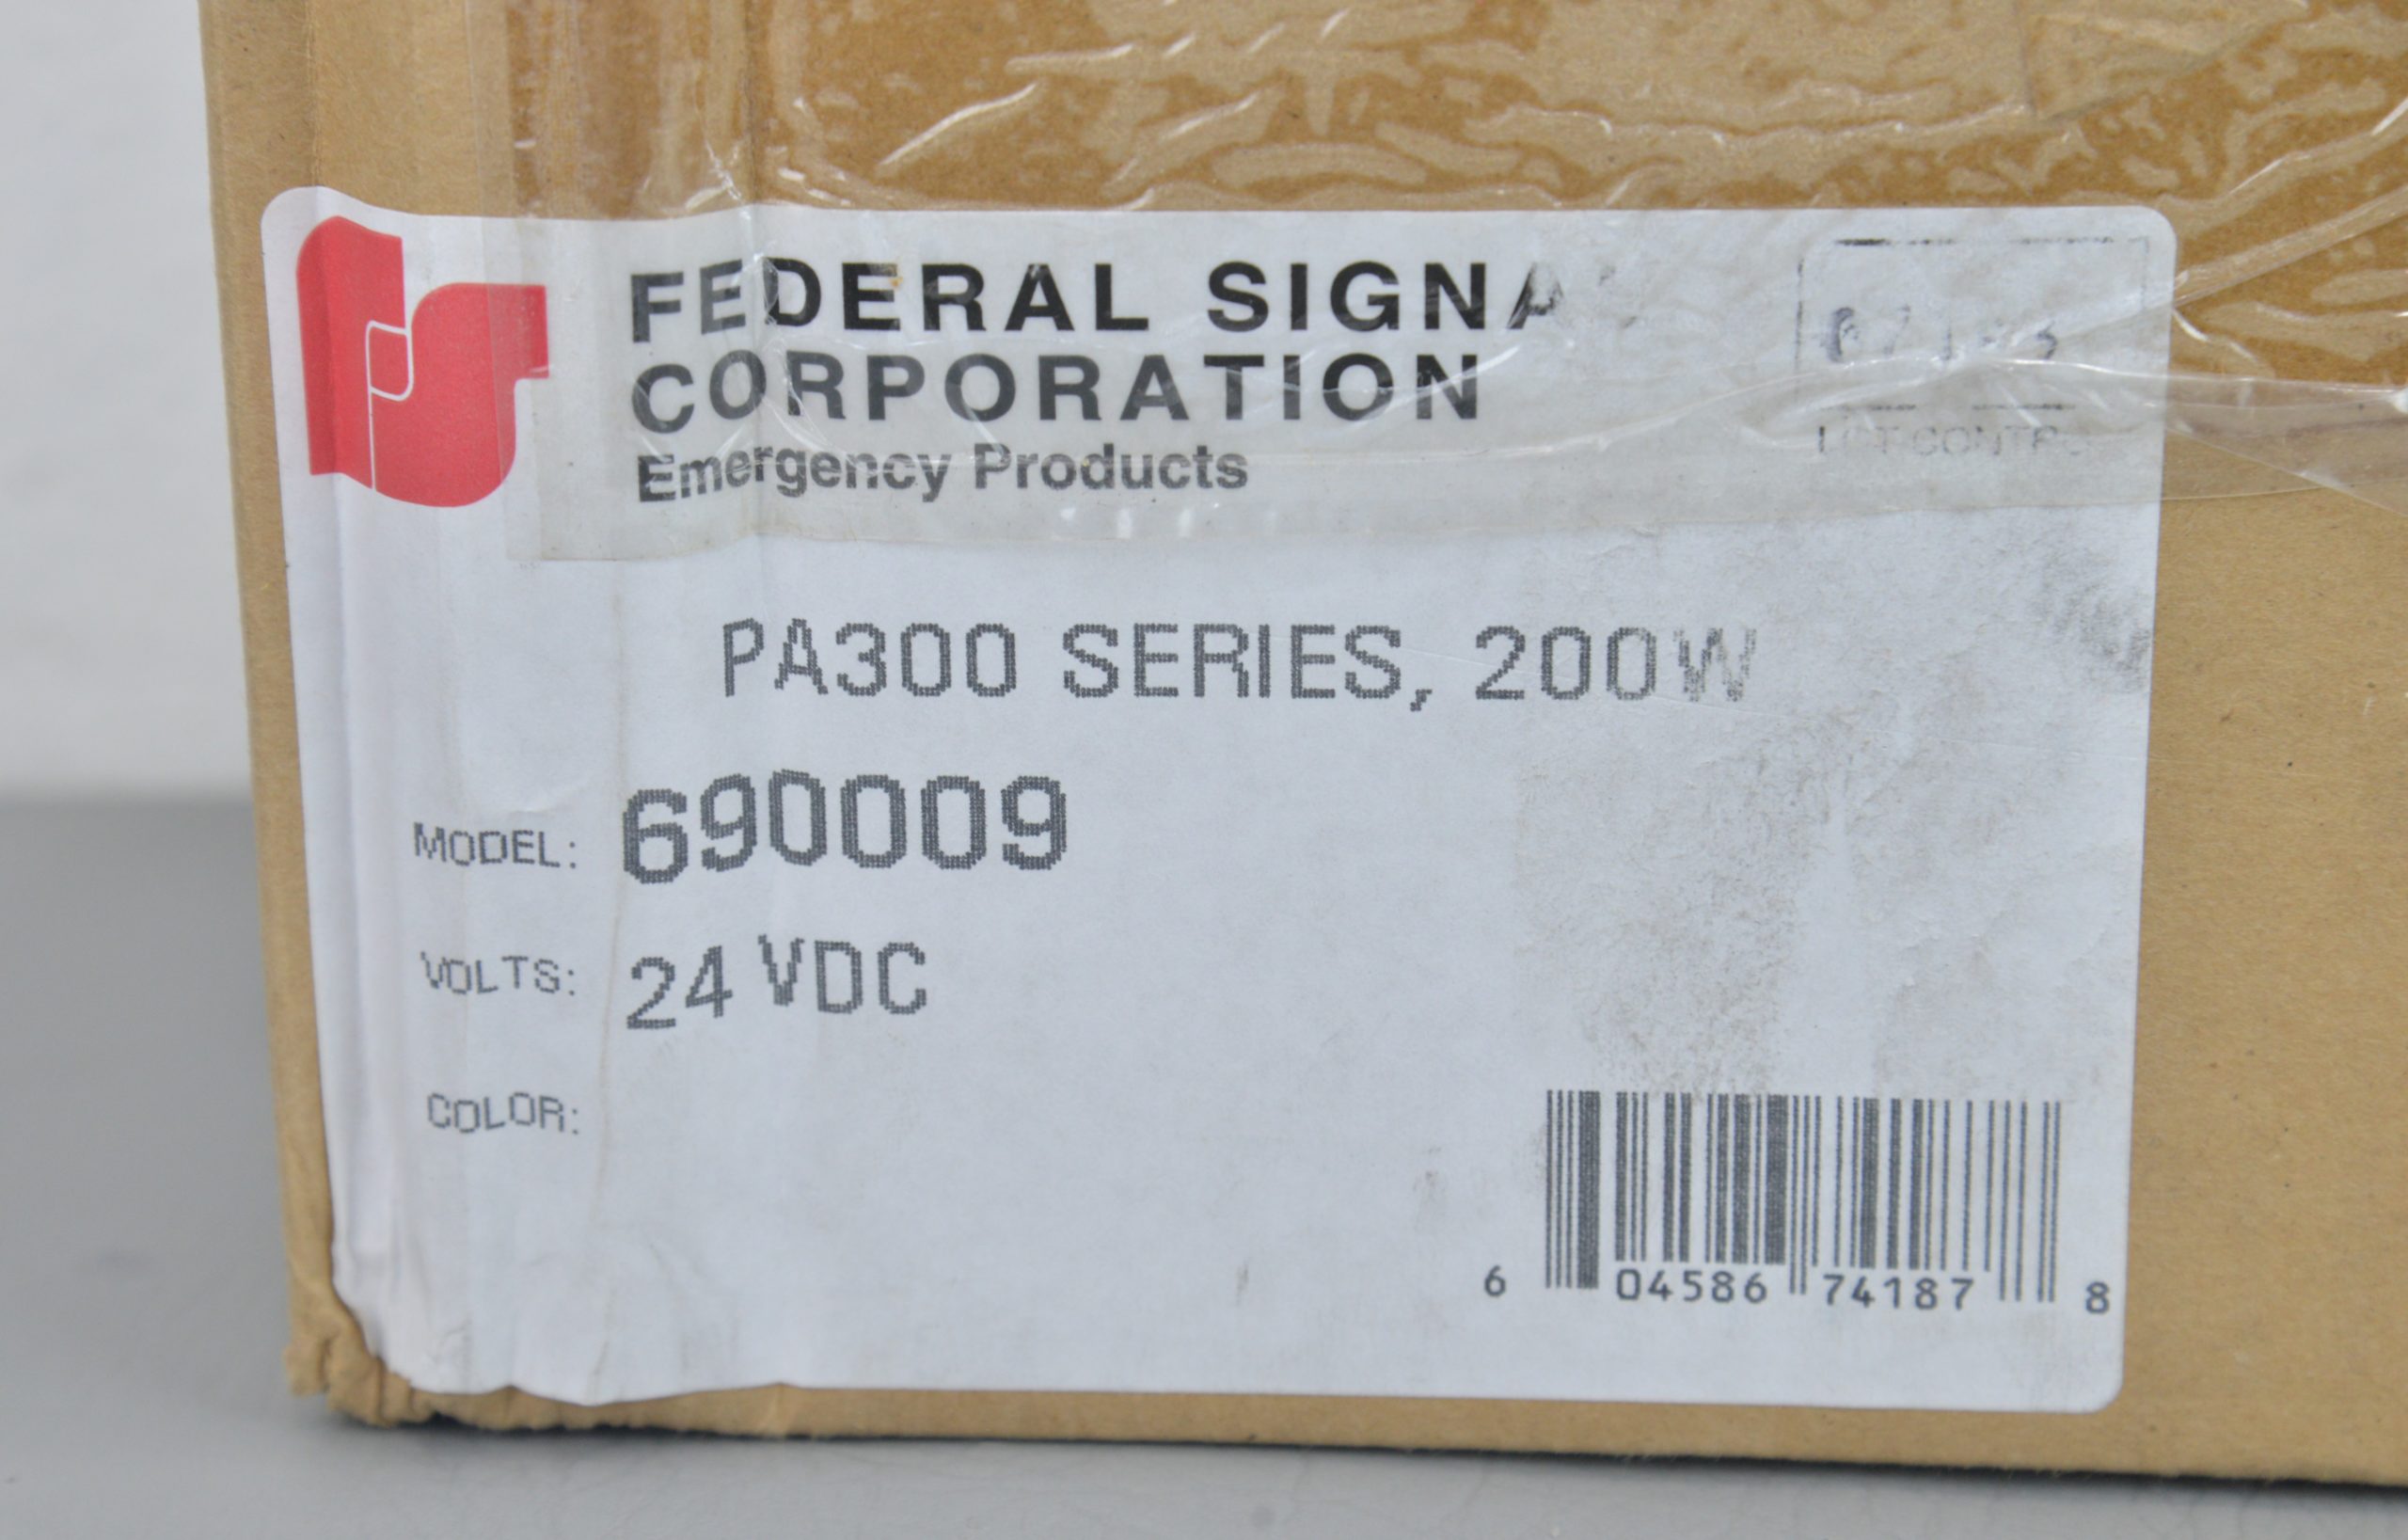 FEDERAL SIGNA
CORPORATION
Emergency Products
PA300 SERIES, 200W
MODEL: 690009
VOLTS: 24 VDC
COLOR:
6 04586 74187 8